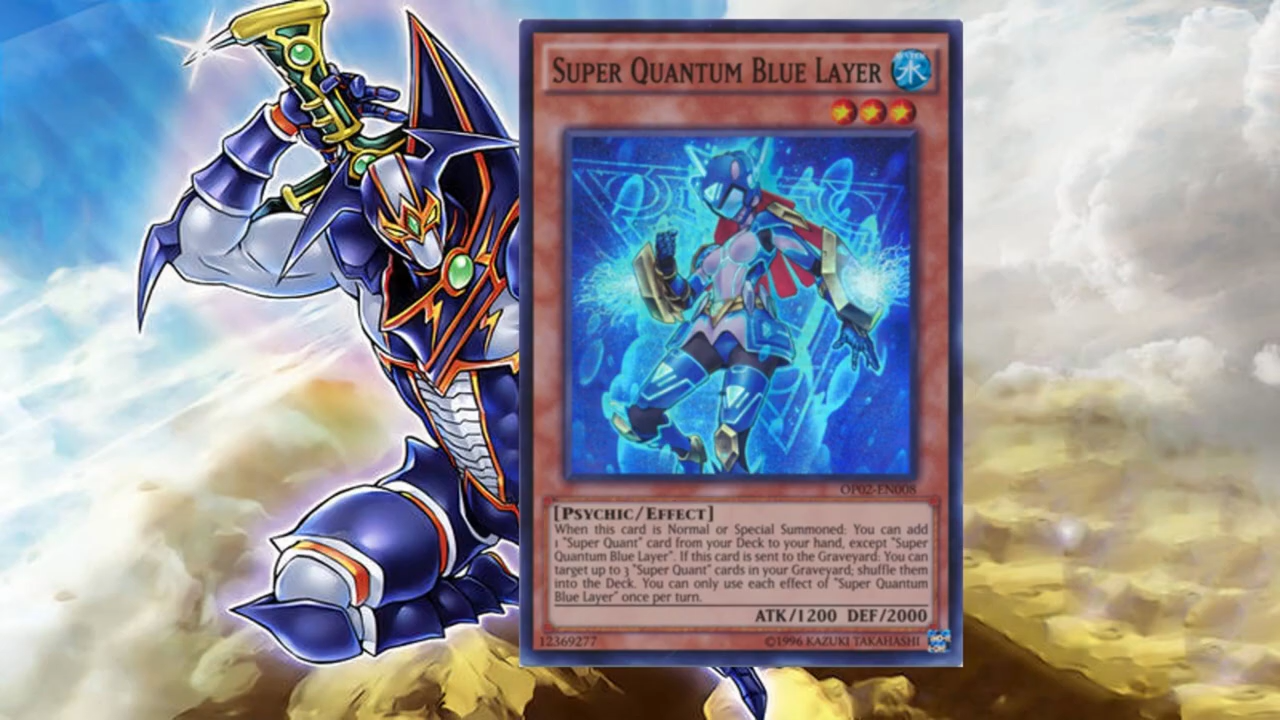 SUPER QUANTUM BLUE LAYER
水
OP02-EN008
[PSYCHIC/EFFECT]
When this card is Normal or Special Summoned: You can add
1 "Super Quant" card from your Deck to your hand, except "Super
Quantum Blue Layer". If this card is sent to the Graveyard: You can
target up to 3 "Super Quant" cards in your Graveyard; shuffle them
into the Deck. You can only use each effect of "Super Quantum
Blue Layer" once per turn.
ATK/1200 DEF/2000
12369277 ©1996 KAZUKI TAKAHASHI